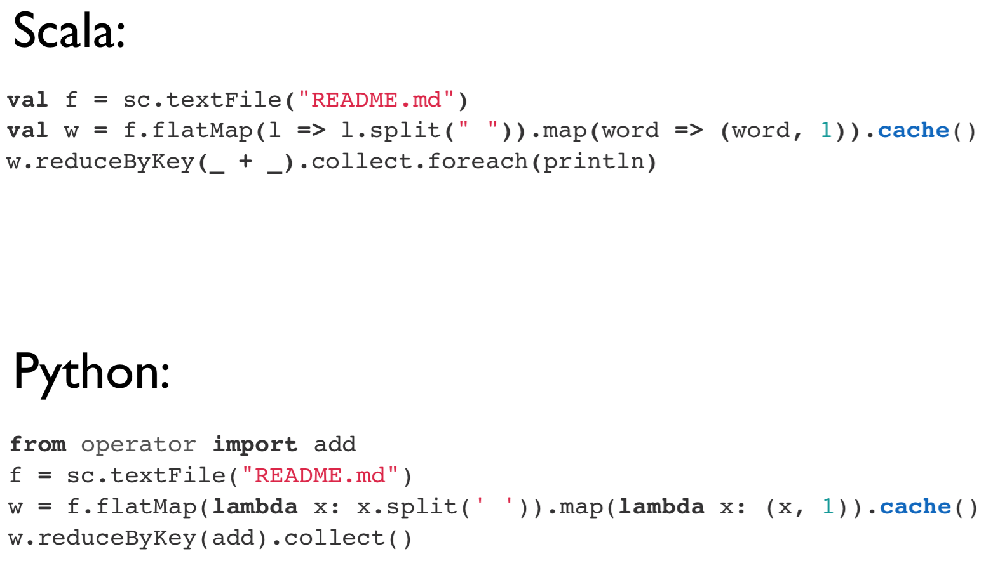 Scala:
val f = sc.textFile("README.md")
val w = f.flatMap(l => l.split(" ")).map(word => (word, 1)).cache()
w.reduceByKey(_ + _).collect.foreach(println)
Python:
from operator import add
f = sc.textFile("README.md")
w = f.flatMap(lambda x: x.split(' ')).map(lambda x: (x, 1)).cache()
w.reduceByKey(add).collect()